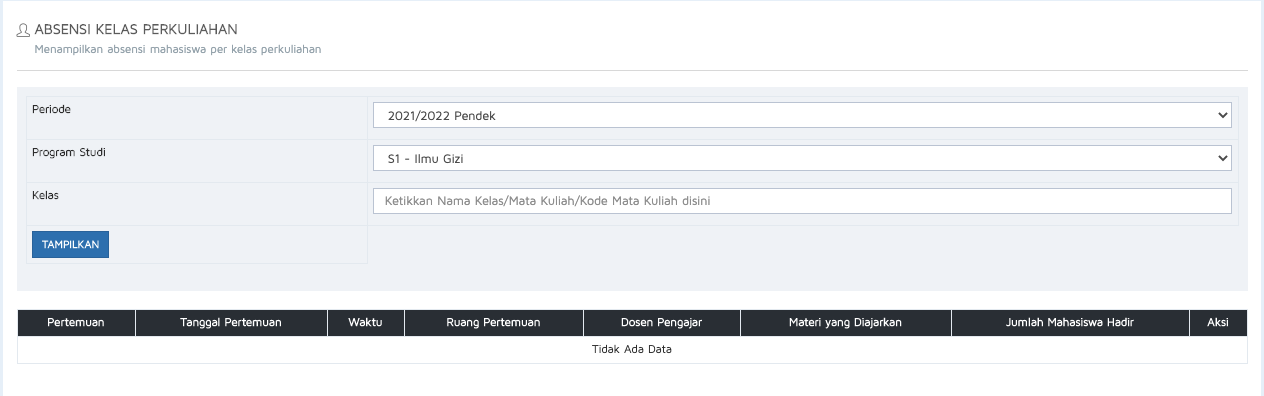 ABSENSI KELAS PERKULIAHAN
Menampilkan absensi mahasiswa per kelas perkuliahan
Periode
2021/2022 Pendek
Program Studi
S1 - Ilmu Gizi
Kelas
Ketikkan Nama Kelas/Mata Kuliah/Kode Mata Kuliah disini
TAMPILKAN
Pertemuan Tanggal Pertemuan Waktu Ruang Pertemuan Dosen Pengajar Materi yang Diajarkan Jumlah Mahasiswa Hadir Aksi
Tidak Ada Data